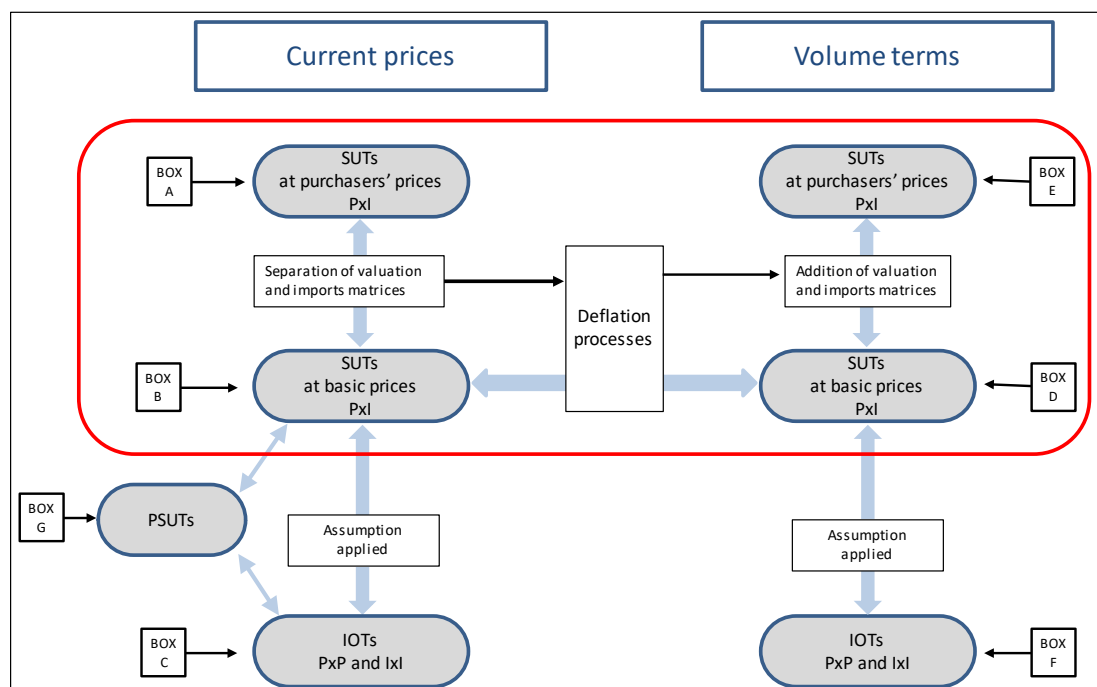 Current prices
Volume terms
BOX
A
SUTs
at purchasers' prices
PxI
SUTs
at purchasers' prices
PxI
BOX
E
Separation of valuation
and imports matrices
Deflation
processes
Addition of valuation
and imports matrices
BOX
B
SUTs
at basic prices
PxI
SUTs
at basic prices
PxI
BOX
D
BOX
G
PSUTs
Assumption
applied
Assumption
applied
BOX
C
IOTs
PxP and IxI
IOTs
PxP and IxI
BOX
F